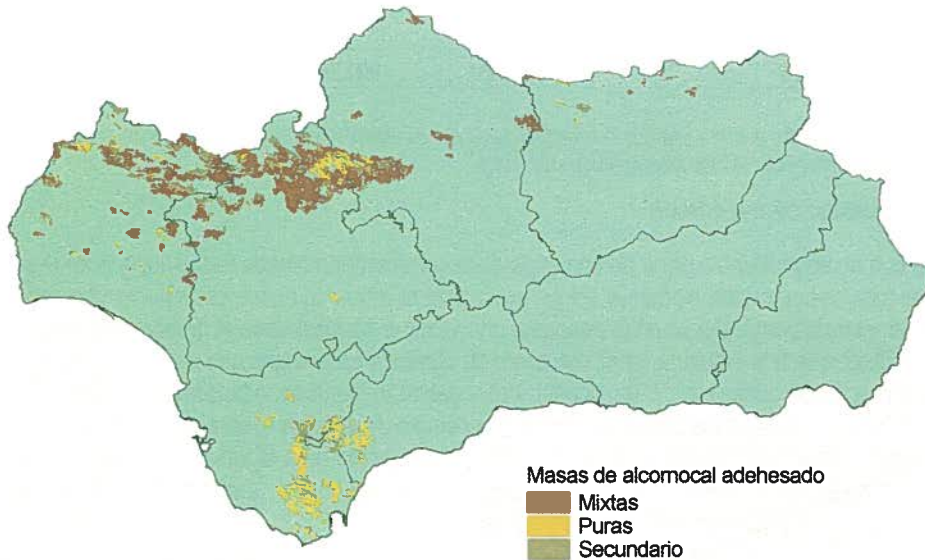 Masas de alcornocal adehesado
Mixtas
Puras
Secundario